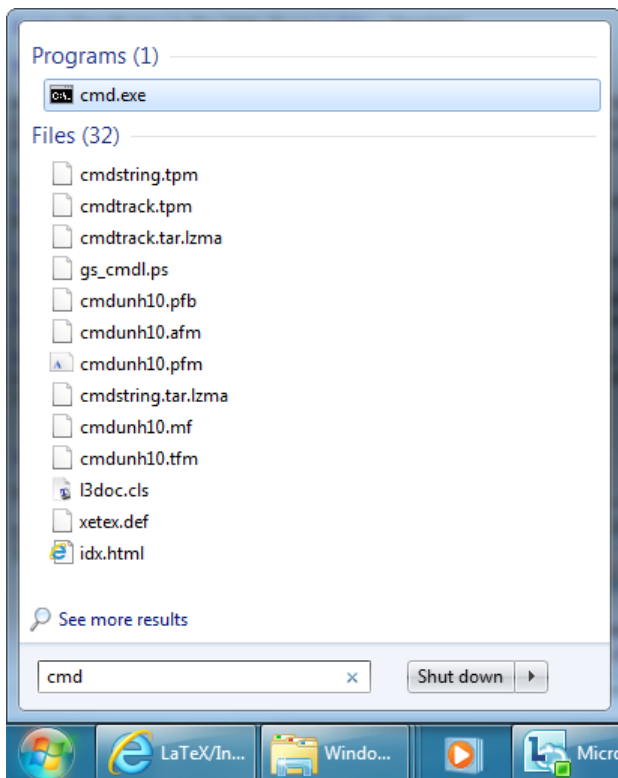 Programs (1)
C:\.
cmd.exe
Files (32)
cmdstring.tpm
cmdtrack.tpm
cmdtrack.tar.lzma
gs_cmdl.ps
cmdunh10.pfb
cmdunh10.afm
cmdunh10.pfm
cmdstring.tar.lzma
cmdunh10.mf
cmdunh10.tfm
l3doc.cls
xetex.def
idx.html
See more results
cmd
Shut down
LaTeX/In...
Windo...
Micro